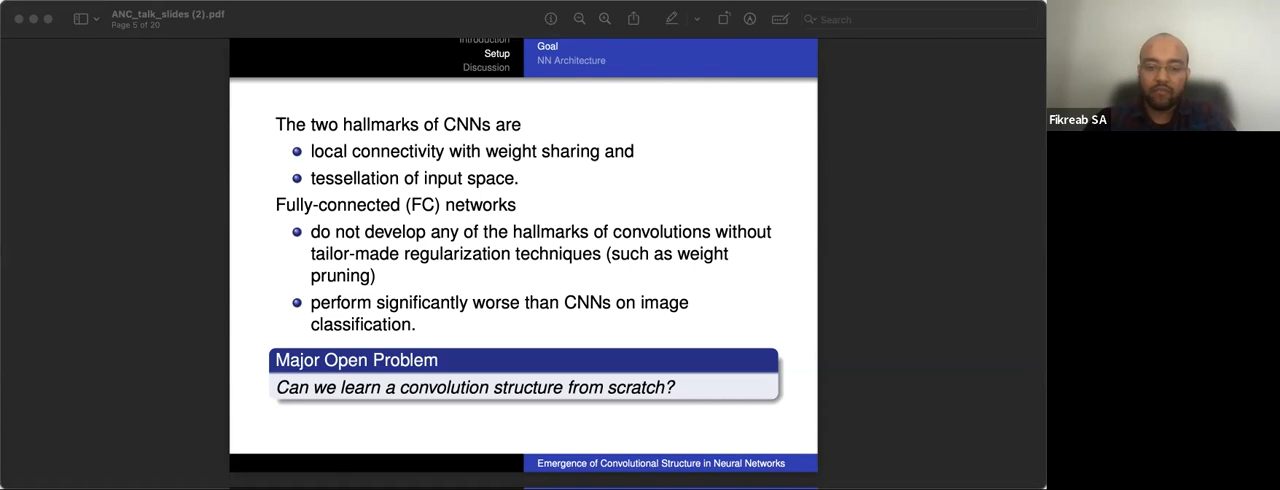 ANC_talk_slides (2).pdf
Page 5 of 20
Search
Introduction
Setup
Discussion
Goal
NN Architecture
The two hallmarks of CNNs are
local connectivity with weight sharing and
tessellation of input space.
Fully-connected (FC) networks
do not develop any of the hallmarks of convolutions without
tailor-made regularization techniques (such as weight
pruning)
perform significantly worse than CNNs on image
classification.
Major Open Problem
Can we learn a convolution structure from scratch?
Emergence of Convolutional Structure in Neural Networks
Fikreab SA